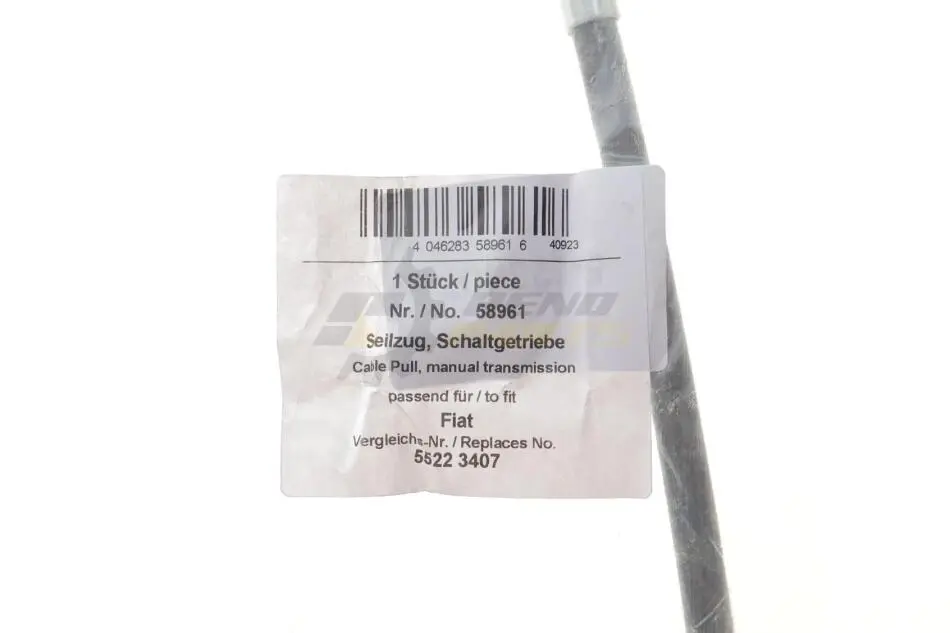 4 046283 58961 6 40923
1 Stück / piece
Nr. / No. 58961
Seilzug, Schaltgetriebe
Cable Pull, manual transmission
passend für / to fit
Fiat
Vergleichs-Nr. / Replaces No.
5522 3407